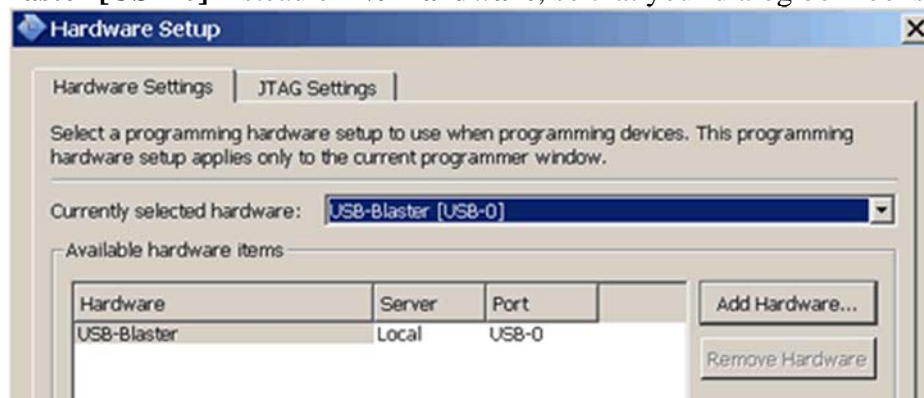 Hardware Setup
Hardware Settings JTAG Settings
Select a programming hardware setup to use when programming devices. This programming
hardware setup applies only to the current programmer window.
Currently selected hardware: USB-Blaster [USB-0]
Available hardware items
Hardware Server Port Add Hardware...
USB-Blaster Local USB-0
Remove Hardware